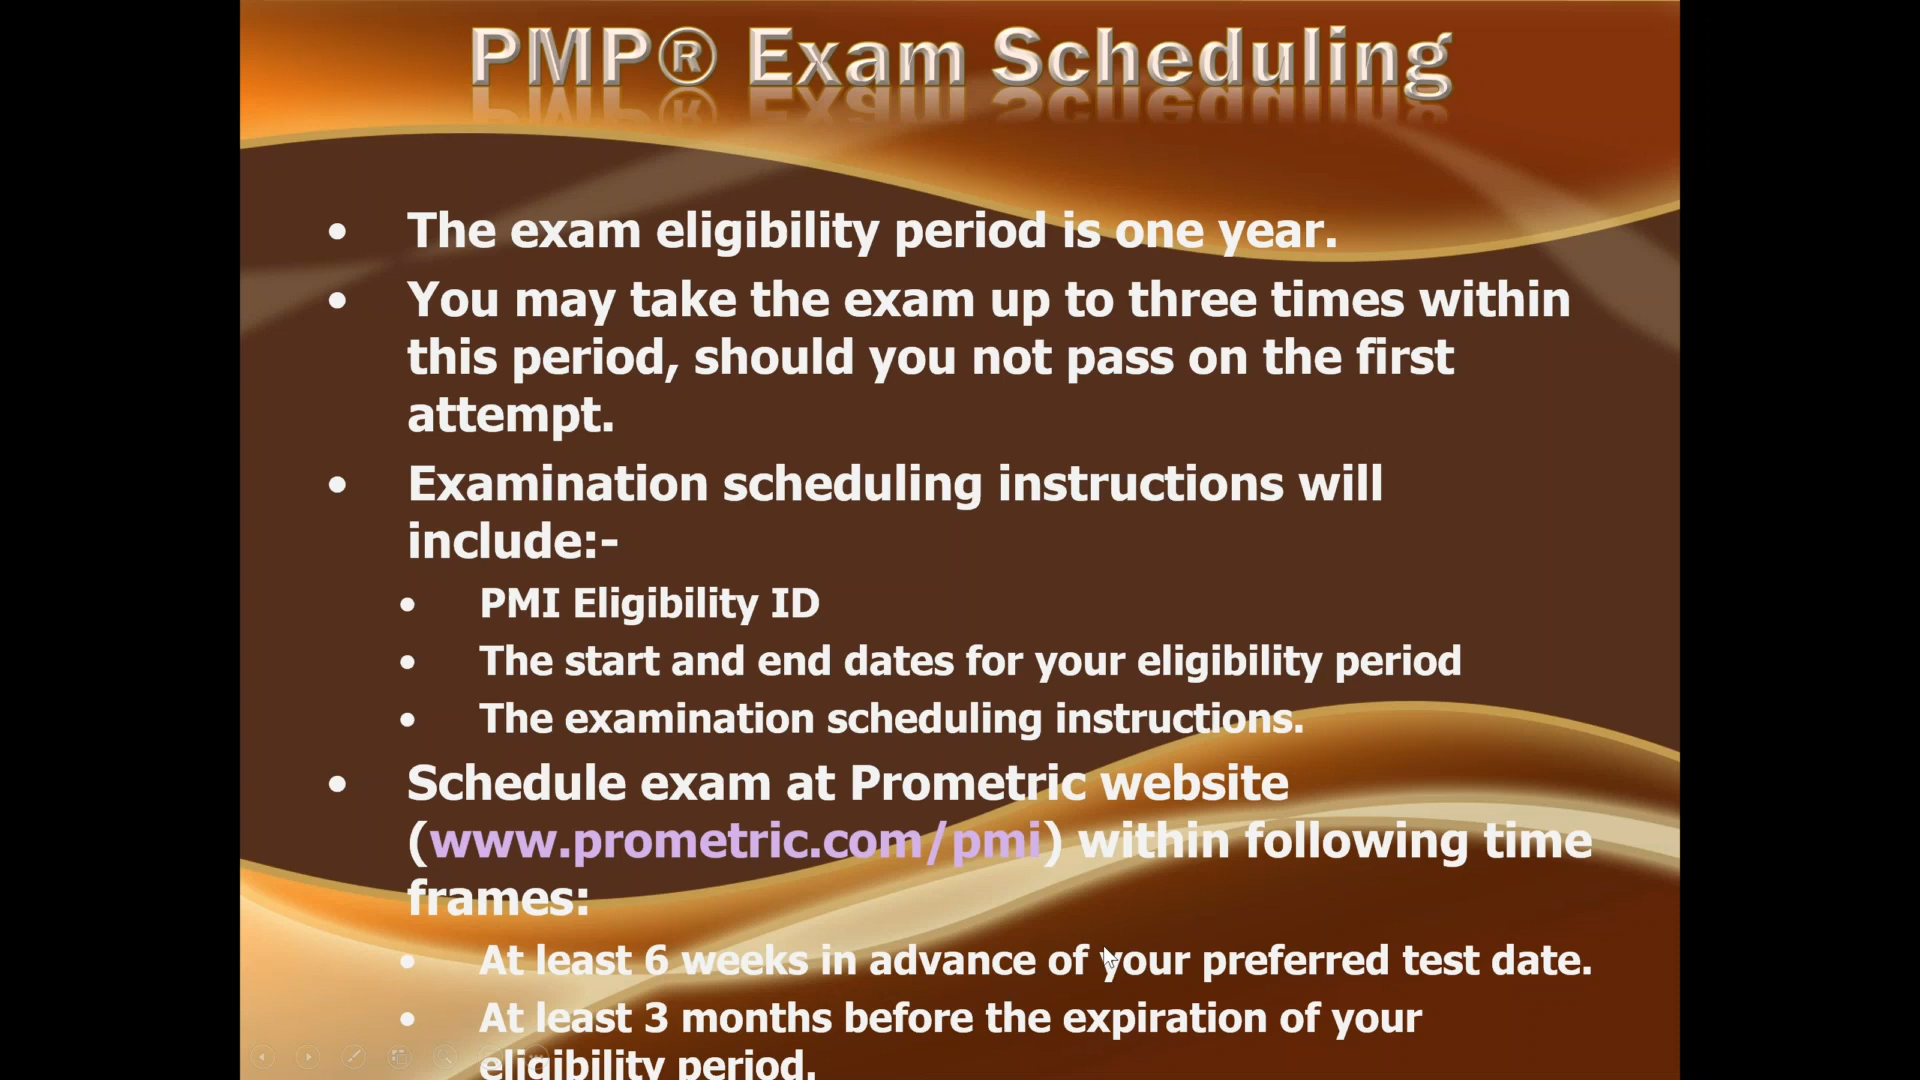 PMP® Exam Scheduling
• The exam eligibility period is one year.
• You may take the exam up to three times within
this period, should you not pass on the first
attempt.
• Examination scheduling instructions will
include:-
• PMI Eligibility ID
• The start and end dates for your eligibility period
• The examination scheduling instructions.
• Schedule exam at Prometric website
(www.prometric.com/pmi) within following time
frames:
• At least 6 weeks in advance of your preferred test date.
• At least 3 months before the expiration of your
eligibility period.